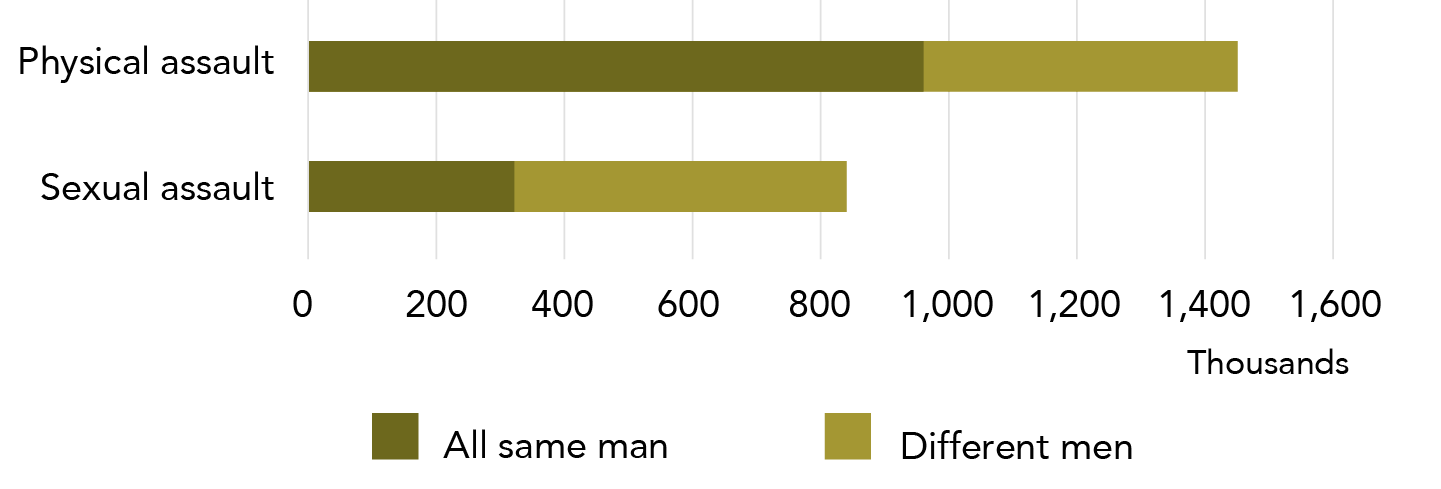 Physical assault
Sexual assault
0 200 400 600 800 1,000 1,200 1,400 1,600
Thousands
All same man Different men